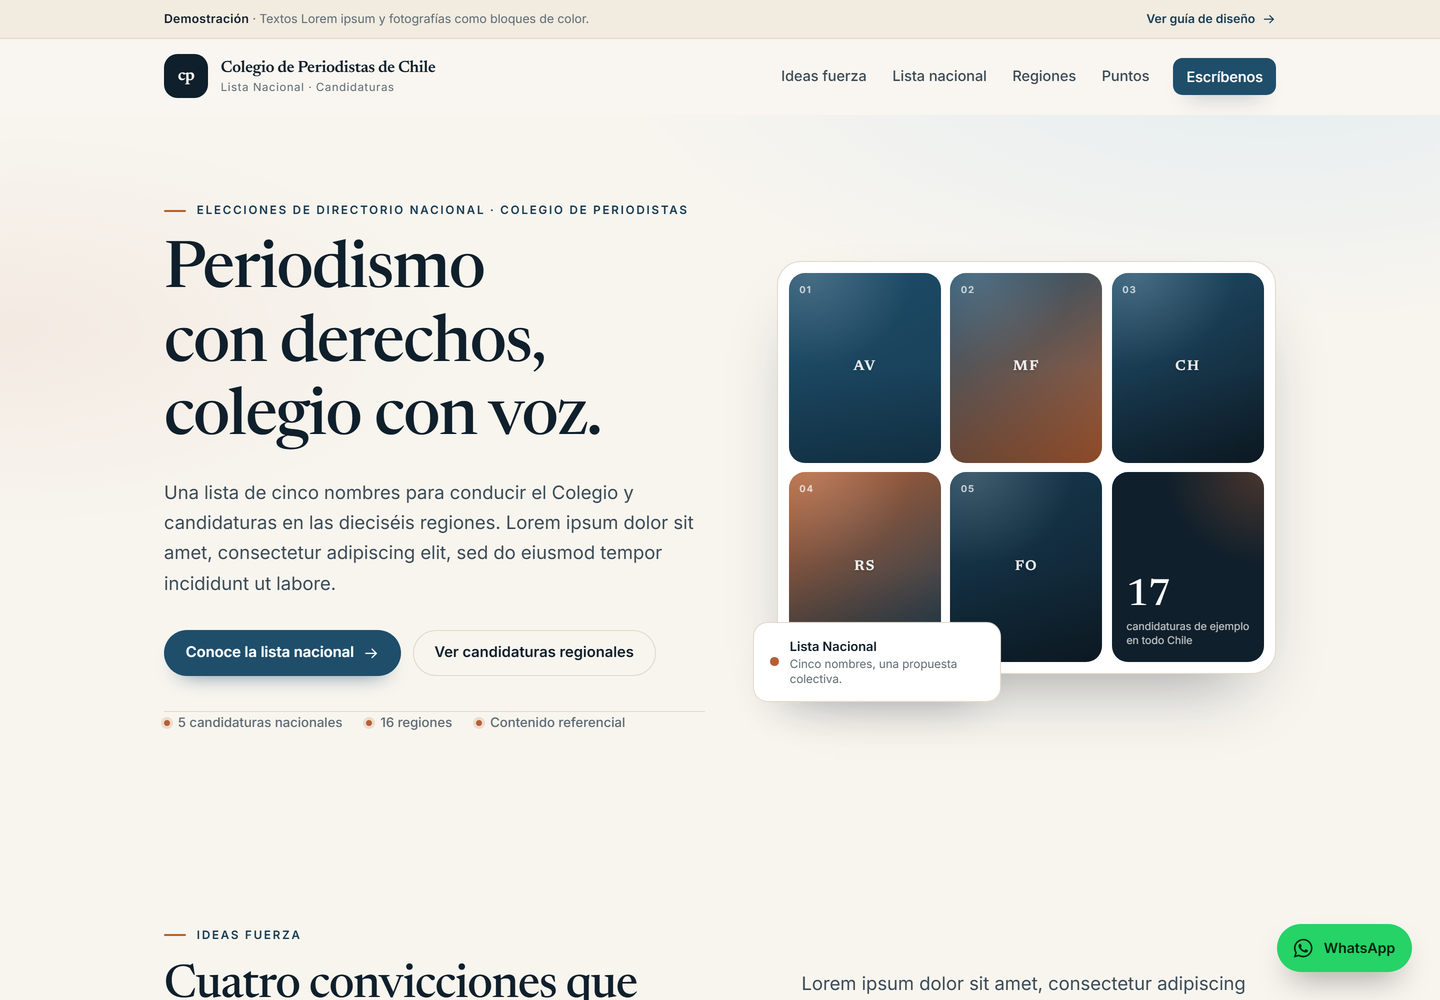 Demostración · Textos Lorem ipsum y fotografías como bloques de color.
Ver guía de diseño →
cp
Colegio de Periodistas de Chile
Lista Nacional · Candidaturas
Ideas fuerza
Lista nacional
Regiones
Puntos
Escríbenos
ELECCIONES DE DIRECTORIO NACIONAL · COLEGIO DE PERIODISTAS
Periodismo
con derechos,
colegio con voz.
Una lista de cinco nombres para conducir el Colegio y
candidaturas en las dieciséis regiones. Lorem ipsum dolor sit
amet, consectetur adipiscing elit, sed do eiusmod tempor
incididunt ut labore.
Conoce la lista nacional →
Ver candidaturas regionales
5 candidaturas nacionales
16 regiones
Contenido referencial
01
AV
02
MF
03
CH
04
RS
05
FO
17
candidaturas de ejemplo
en todo Chile
Lista Nacional
Cinco nombres, una propuesta
colectiva.
IDEAS FUERZA
Cuatro convicciones que
Lorem ipsum dolor sit amet, consectetur adipiscing
WhatsApp